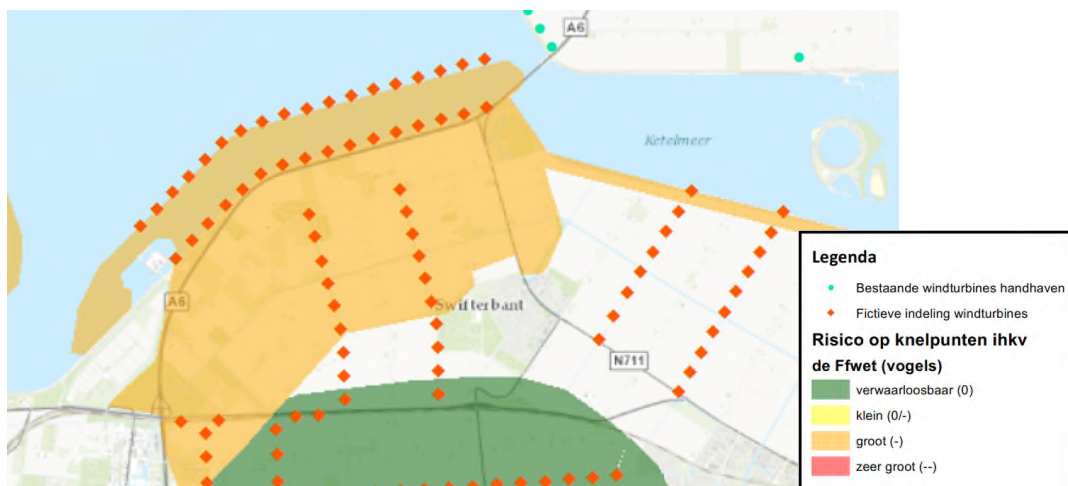 A6
Ketelmeer
Swifterbant
A6
N711
Legenda
Bestaande windturbines handhaven
Fictieve indeling windturbines
Risico op knelpunten ihkv
de Ffwet (vogels)
verwaarloosbaar (0)
klein (0/-)
groot (-)
zeer groot (--)